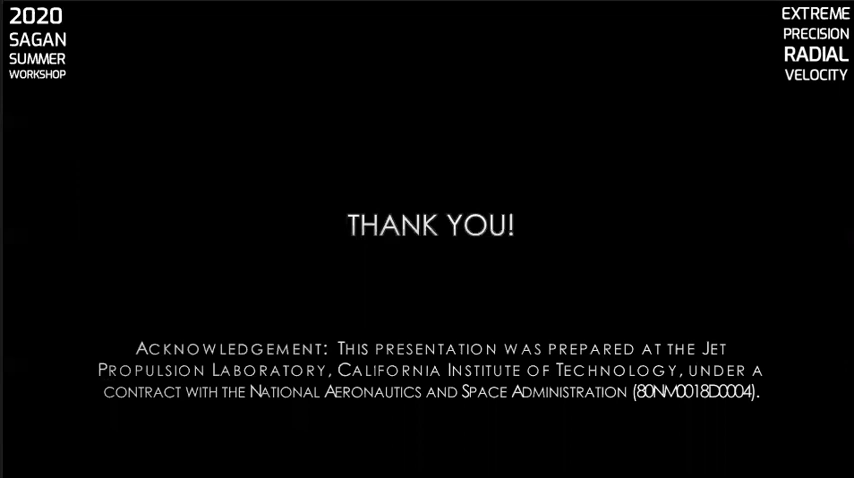 2020
SAGAN
SUMMER
WORKSHOP
EXTREME
PRECISION
RADIAL
VELOCITY
THANK YOU!
ACKNOWLEDGEMENT: THIS PRESENTATION WAS PREPARED AT THE JET
PROPULSION LABORATORY, CALIFORNIA INSTITUTE OF TECHNOLOGY, UNDER A
CONTRACT WITH THE NATIONAL AERONAUTICS AND SPACE ADMINISTRATION (80NM0018D0004).